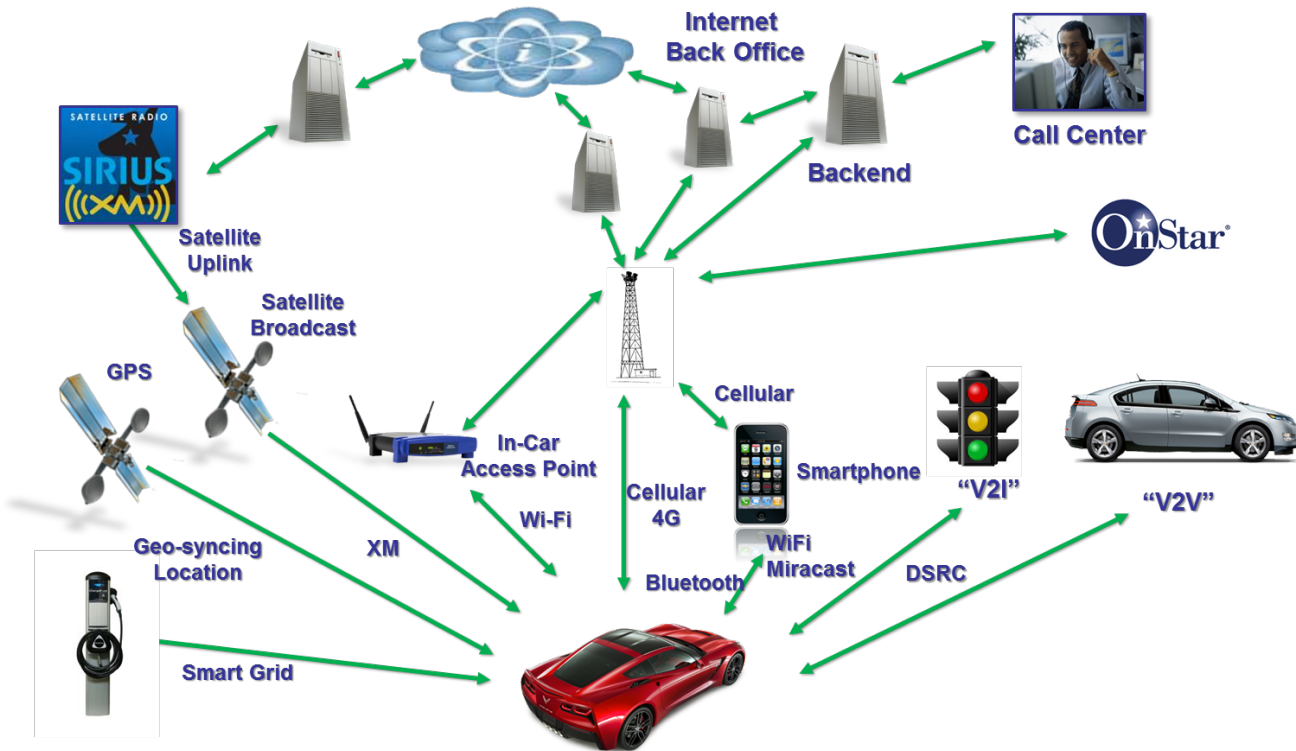 Internet
Back Office
SATELLITE RADIO
SIRIUS
XM
Call Center
Backend
OnStar®
Satellite
Uplink
Satellite
Broadcast
GPS
Cellular
In-Car
Access Point
Smartphone
Cellular
4G
"V2I"
"V2V"
Wi-Fi
Geo-syncing
Location
XM
WiFi
Miracast
Bluetooth
DSRC
Smart Grid